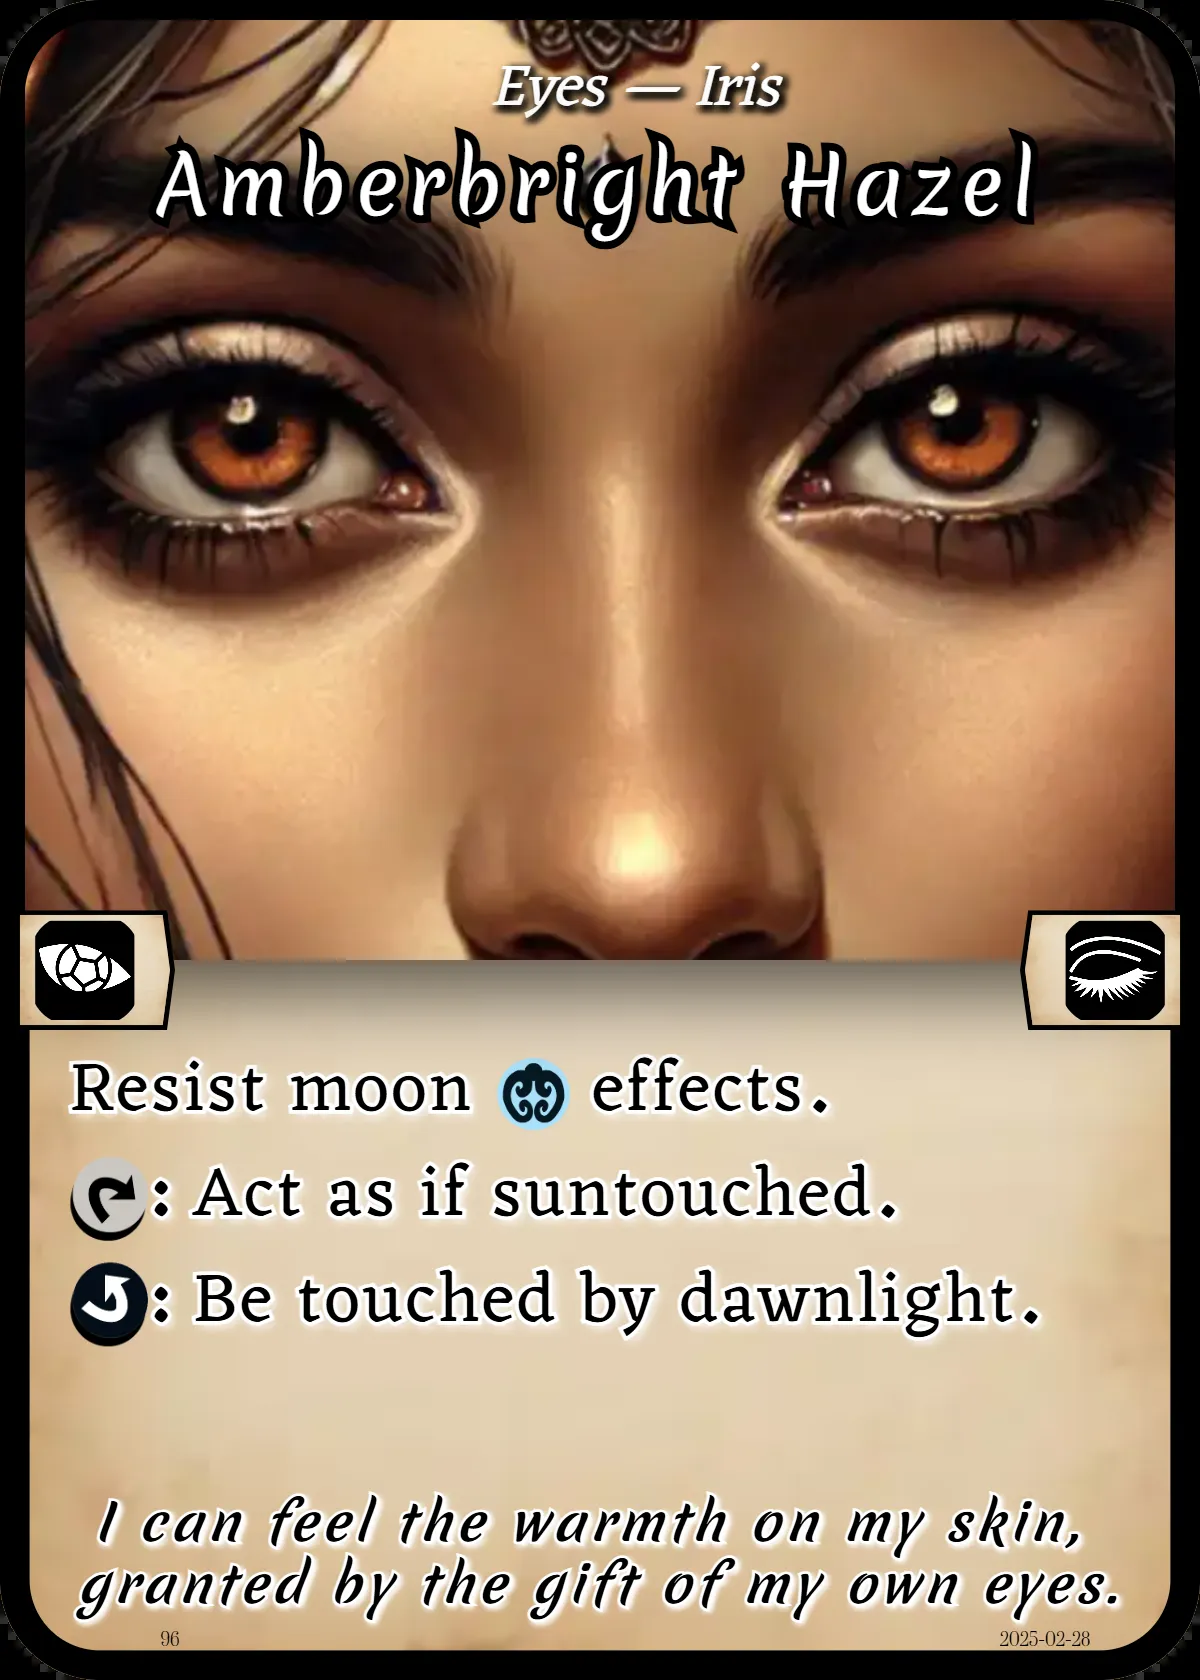 Eyes — Iris
Amberbright Hazel
Resist moon effects.
: Act as if suntouched.
: Be touched by dawnlight.
I can feel the warmth on my skin,
granted by the gift of my own eyes.
96
2025-02-28